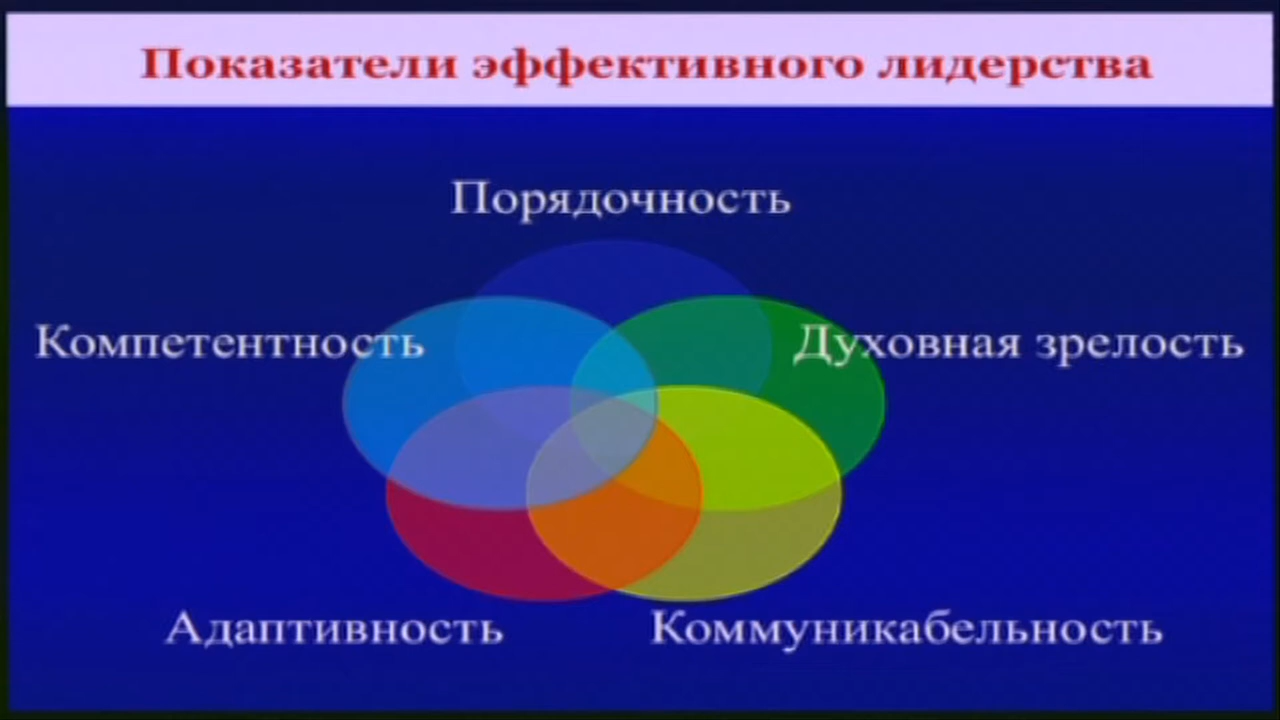 Показатели эффективного лидерства
Порядочность
Компетентность
Духовная зрелость
Адаптивность
Коммуникабельность